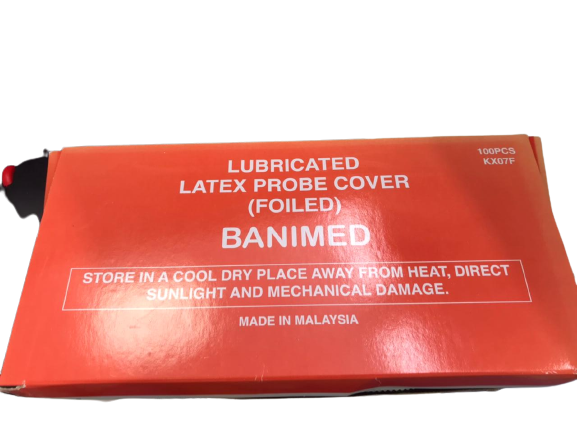 100PCS
KX07F
LUBRICATED
LATEX PROBE COVER
(FOILED)
BANIMED
STORE IN A COOL DRY PLACE AWAY FROM HEAT, DIRECT
SUNLIGHT AND MECHANICAL DAMAGE.
MADE IN MALAYSIA